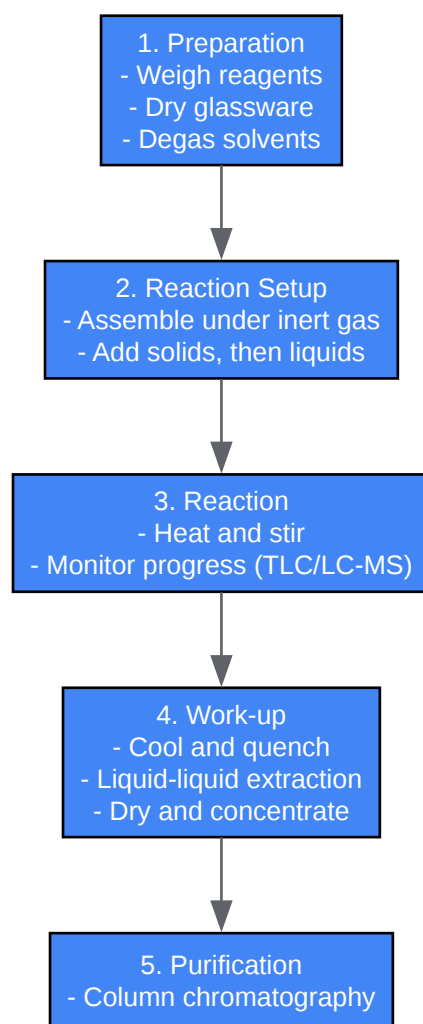 1. Preparation
- Weigh reagents
- Dry glassware
- Degas solvents
2. Reaction Setup
- Assemble under inert gas
- Add solids, then liquids
3. Reaction
- Heat and stir
- Monitor progress (TLC/LC-MS)
4. Work-up
- Cool and quench
- Liquid-liquid extraction
- Dry and concentrate
5. Purification
- Column chromatography